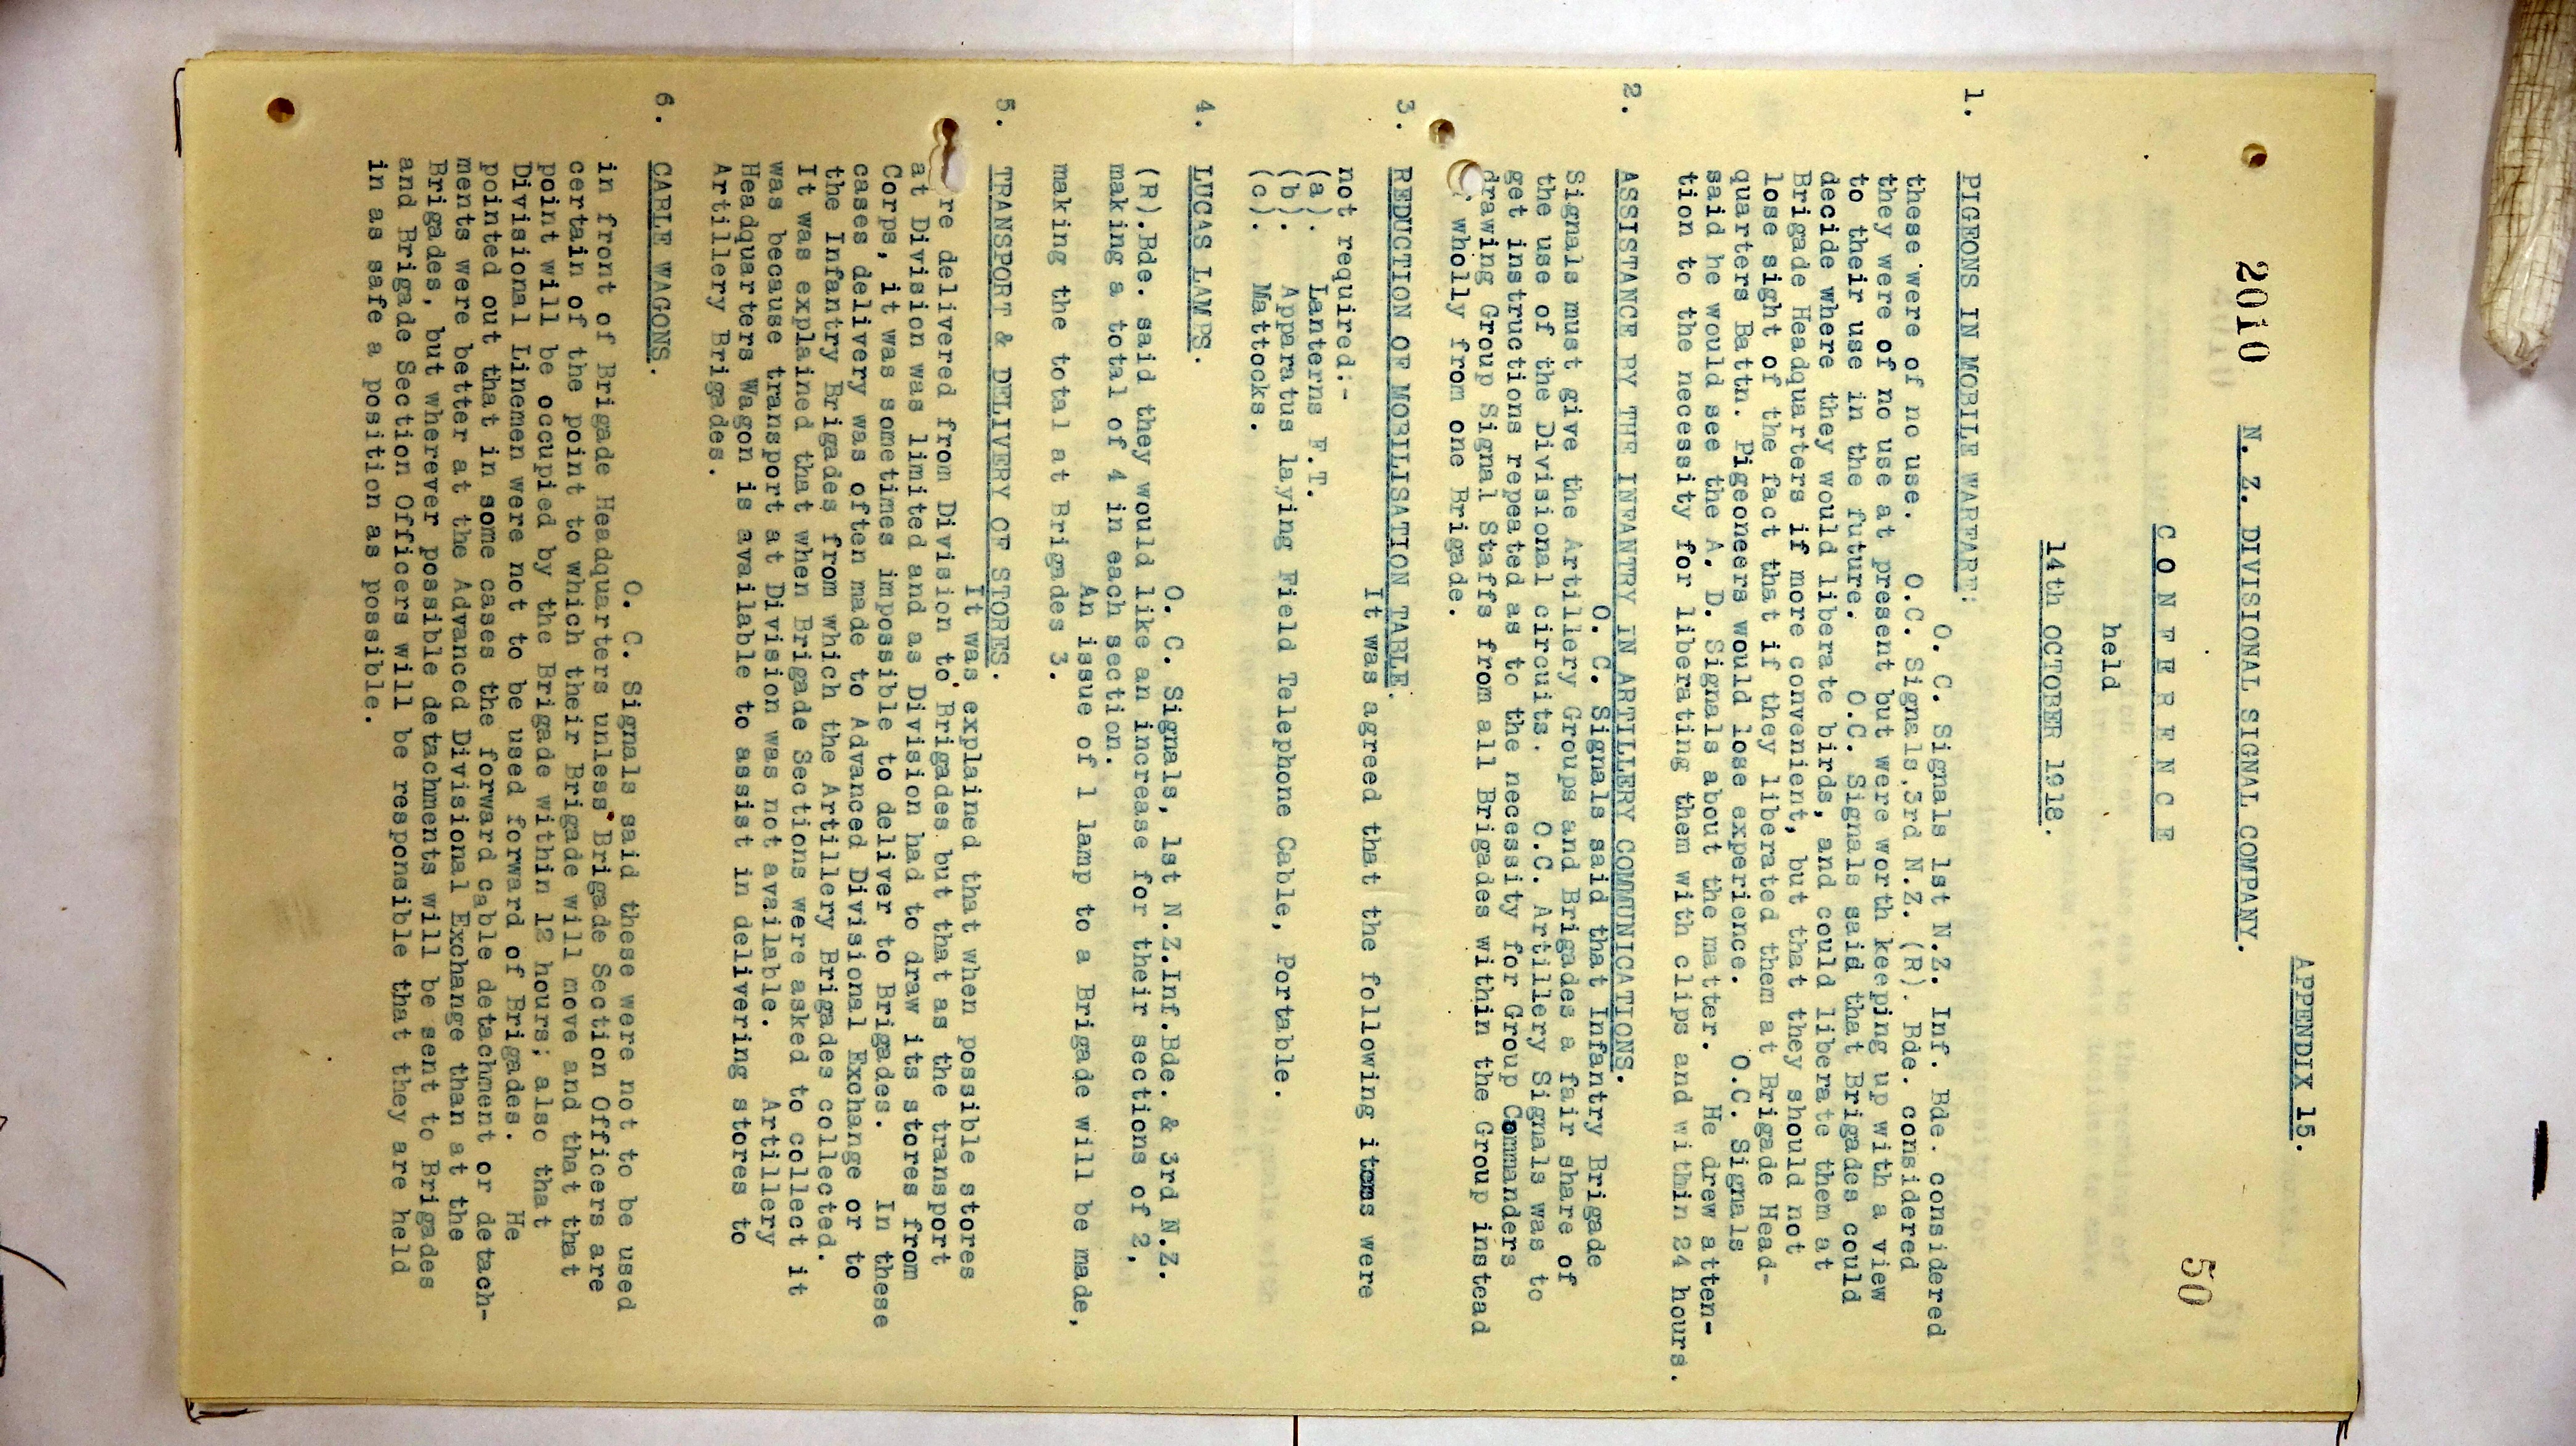 APPENDIX 15.
2010 N. Z. DIVISIONAL SIGNAL COMPANY.
50
C O N F E R E N C E
held
14th OCTOBER 1918.
1. PIGEONS IN MOBILE WARFARE:
O. C. Signals 1st N.Z. Inf. Bde. considered
these were of no use. O.C. Signals,3rd N.Z. (R). Bde. considered
they were of no use at present but were worth keeping up with a view
to their use in the future. O.C. Signals said that Brigades could
decide where they would liberate birds, and could liberate them at
Brigade Headquarters if more convenient, but that they should not
lose sight of the fact that if they liberated them at Brigade Head-
quarters Battn. Pigeoneers would lose experience. O.C. Signals
said he would see the A. D. Signals about the matter. He drew atten-
tion to the necessity for liberating them with clips and within 24 hours.
2. ASSISTANCE BY THE INFANTRY IN ARTILLERY COMMUNICATIONS.
O. C. Signals said that Infantry Brigade
Signals must give the Artillery Groups and Brigades a fair share of
the use of the Divisional circuits. O.C. Artillery Signals was to
get instructions repeated as to the necessity for Group Commanders
drawing Group Signal Staffs from all Brigades within the Group instead
wholly from one Brigade.
3. REDUCTION OF MOBILISATION TABLE.
It was agreed that the following items were
not required:-
(a). Lanterns F.T.
(b). Apparatus laying Field Telephone Cable, Portable.
(c). Mattocks.
4. LUCAS LAMPS.
O. C. Signals, 1st N.Z.Inf.Bde. & 3rd N.Z.
(R).Bde. said they would like an increase for their sections of 2,
making a total of 4 in each section.
An issue of 1 lamp to a Brigade will be made,
making the total at Brigades 3.
5. TRANSPORT & DELIVERY OF STORES.
It was explained that when possible stores
re delivered from Division to Brigades but that as the transport
at Division was limited and as Division had to draw its stores from
Corps, it was sometimes impossible to deliver to Brigades. In these
cases delivery was often made to Advanced Divisional Exchange or to
the Infantry Brigades from which the Artillery Brigades collected.
It was explained that when Brigade Sections were asked to collect it
was because transport at Division was not available. Artillery
Headquarters Wagon is available to assist in delivering stores to
Artillery Brigades.
6. CABLE WAGONS.
O. C. Signals said these were not to be used
in front of Brigade Headquarters unless Brigade Section Officers are
certain of the point to which their Brigade will move and that that
point will be occupied by the Brigade within 12 hours; also that
Divisional Linemen were not to be used forward of Brigades. He
pointed out that in some cases the forward cable detachment or detach-
ments were better at the Advanced Divisional Exchange than at the
Brigades, but wherever possible detachments will be sent to Brigades
and Brigade Section Officers will be responsible that they are held
in as safe a position as possible.